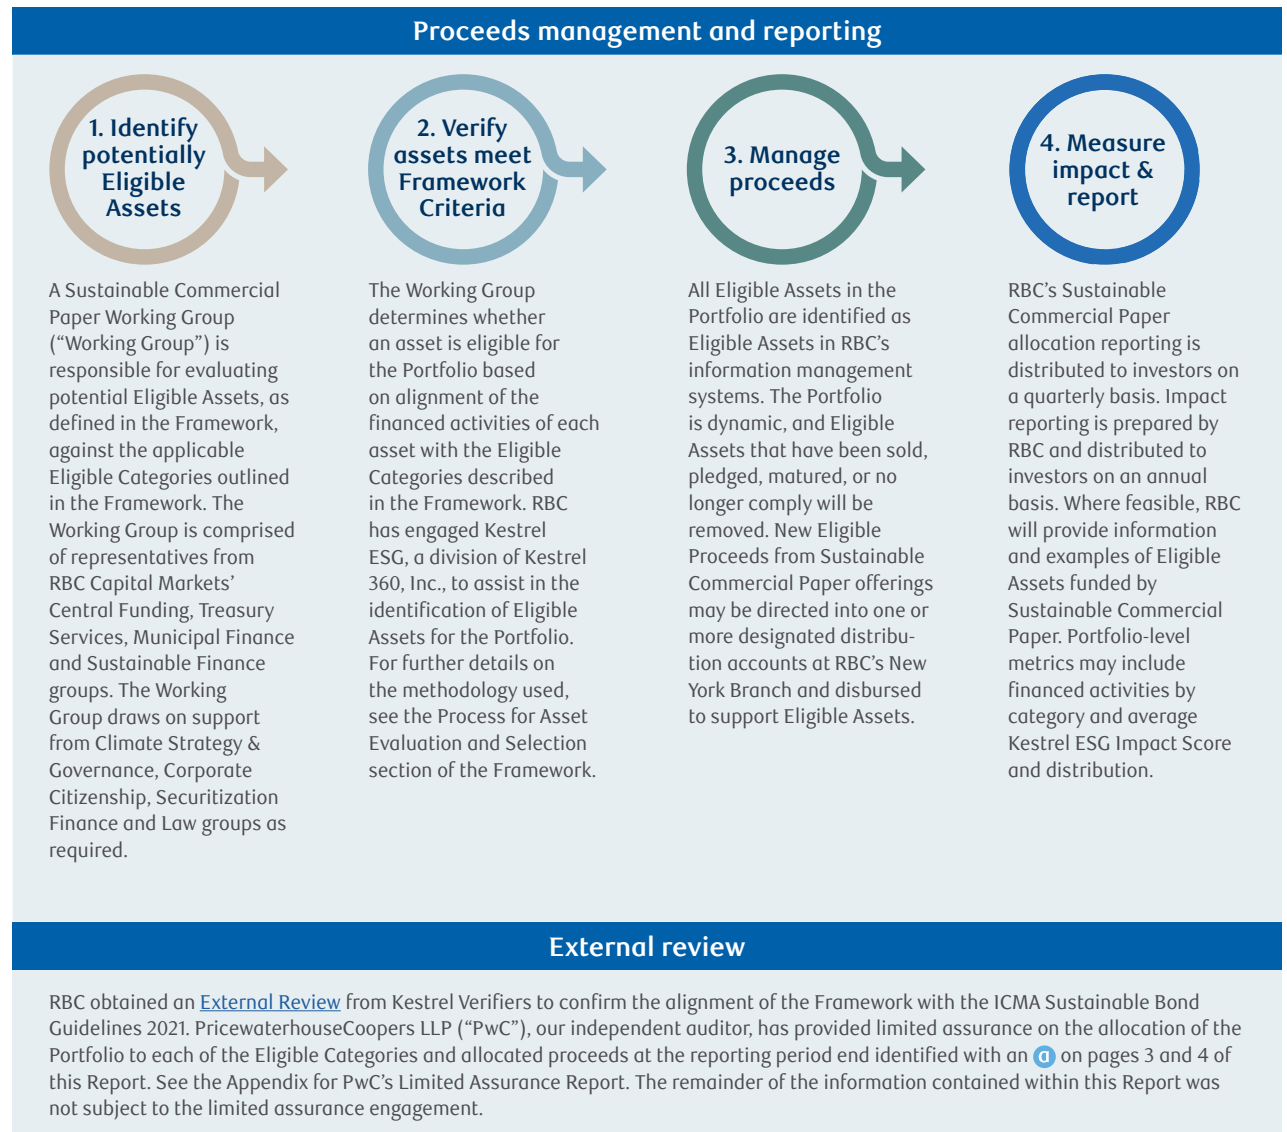 Proceeds management and reporting
1. Identify
potentially
Eligible
Assets
A Sustainable Commercial
Paper Working Group
(“Working Group”) is
responsible for evaluating
potential Eligible Assets, as
defined in the Framework,
against the applicable
Eligible Categories outlined
in the Framework. The
Working Group is comprised
of representatives from
RBC Capital Markets’
Central Funding, Treasury
Services, Municipal Finance
and Sustainable Finance
groups. The Working
Group draws on support
from Climate Strategy &
Governance, Corporate
Citizenship, Securitization
Finance and Law groups as
required.
2. Verify
assets meet
Framework
Criteria
The Working Group
determines whether
an asset is eligible for
the Portfolio based
on alignment of the
financed activities of each
asset with the Eligible
Categories described
in the Framework. RBC
has engaged Kestrel
ESG, a division of Kestrel
360, Inc., to assist in the
identification of Eligible
Assets for the Portfolio.
For further details on
the methodology used,
see the Process for Asset
Evaluation and Selection
section of the Framework.
3. Manage
proceeds
All Eligible Assets in the
Portfolio are identified as
Eligible Assets in RBC’s
information management
systems. The Portfolio
is dynamic, and Eligible
Assets that have been sold,
pledged, matured, or no
longer comply will be
removed. New Eligible
Proceeds from Sustainable
Commercial Paper offerings
may be directed into one or
more designated distribu-
tion accounts at RBC’s New
York Branch and disbursed
to support Eligible Assets.
4. Measure
impact &
report
RBC’s Sustainable
Commercial Paper
allocation reporting is
distributed to investors on
a quarterly basis. Impact
reporting is prepared by
RBC and distributed to
investors on an annual
basis. Where feasible, RBC
will provide information
and examples of Eligible
Assets funded by
Sustainable Commercial
Paper. Portfolio-level
metrics may include
financed activities by
category and average
Kestrel ESG Impact Score
and distribution.
External review
RBC obtained an External Review from Kestrel Verifiers to confirm the alignment of the Framework with the ICMA Sustainable Bond
Guidelines 2021. PricewaterhouseCoopers LLP (“PwC”), our independent auditor, has provided limited assurance on the allocation of the
Portfolio to each of the Eligible Categories and allocated proceeds at the reporting period end identified with an a on pages 3 and 4 of
this Report. See the Appendix for PwC’s Limited Assurance Report. The remainder of the information contained within this Report was
not subject to the limited assurance engagement.